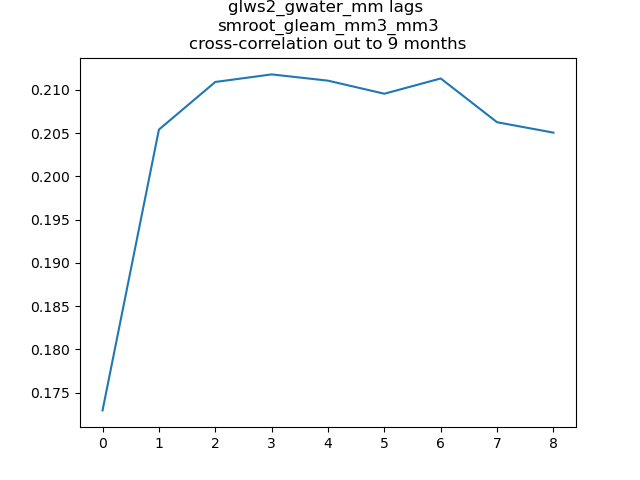 glws2_gwater_mm lags
smroot_gleam_mm3_mm3
cross-correlation out to 9 months
0.210
0.205
0.200
0.195
0.190
0.185
0.180
0.175
0 1 2 3 4 5 6 7 8